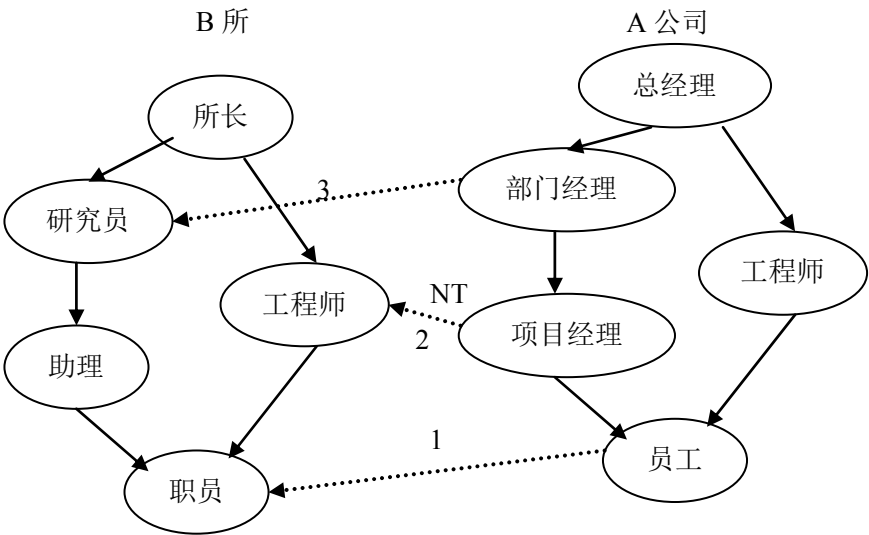 B 所
A 公司
总经理
所长
部门经理
3
研究员
工程师
NT
工程师
项目经理
2
助理
1
员工
职员